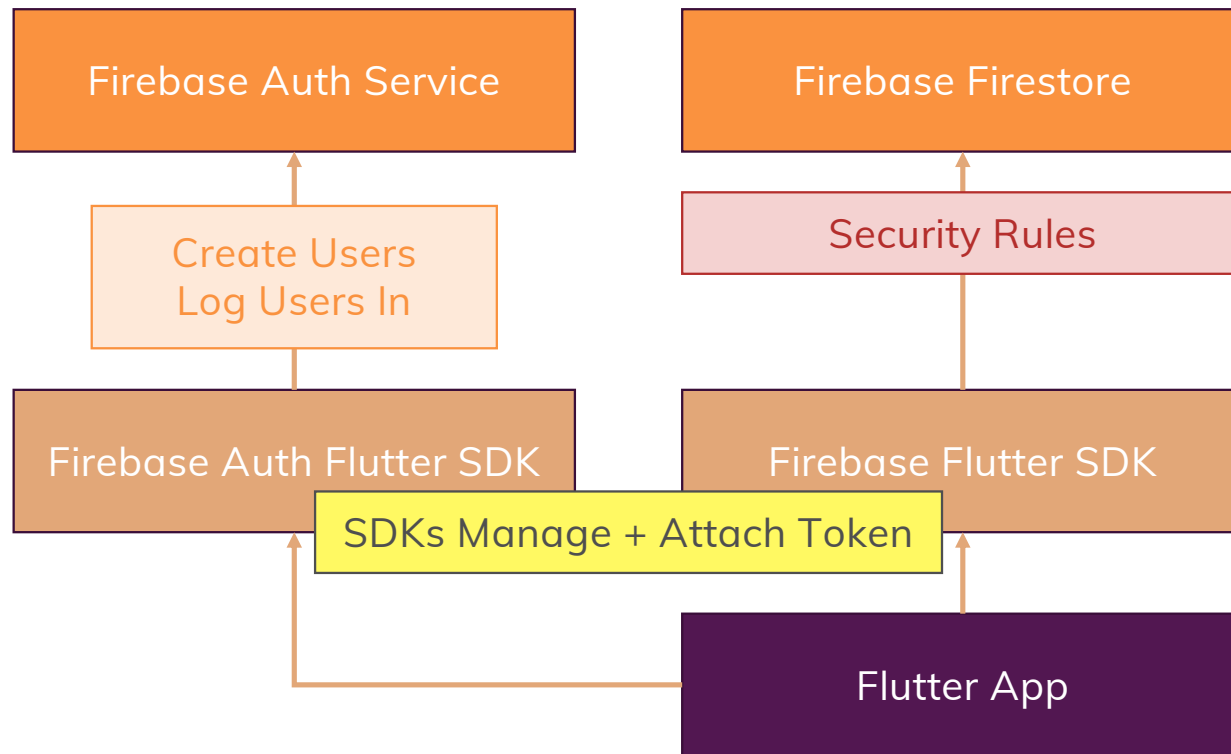 Firebase Auth Service
Firebase Firestore
Create Users
Log Users In
Security Rules
Firebase Auth Flutter SDK
Firebase Flutter SDK
SDKs Manage + Attach Token
Flutter App